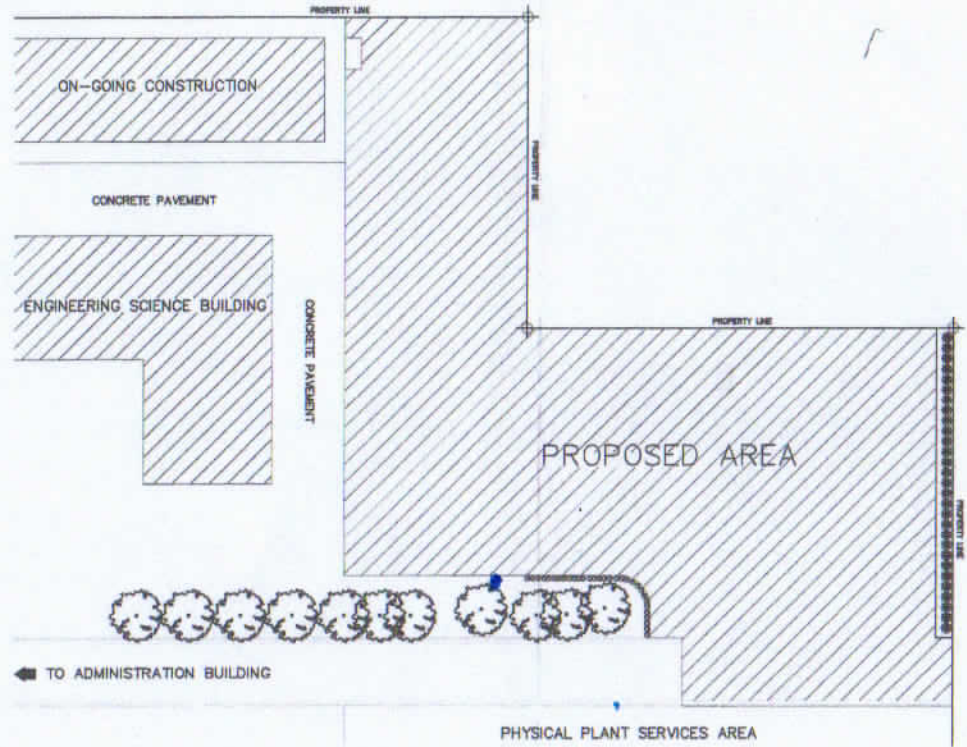 PROPERTY LINE
ON-GOING CONSTRUCTION
PROPERTY LINE
CONCRETE PAVEMENT
ENGINEERING SCIENCE BUILDING
CONCRETE PAVEMENT
PROPERTY LINE
PROPOSED AREA
PROPERTY LINE
TO ADMINISTRATION BUILDING
PHYSICAL PLANT SERVICES AREA